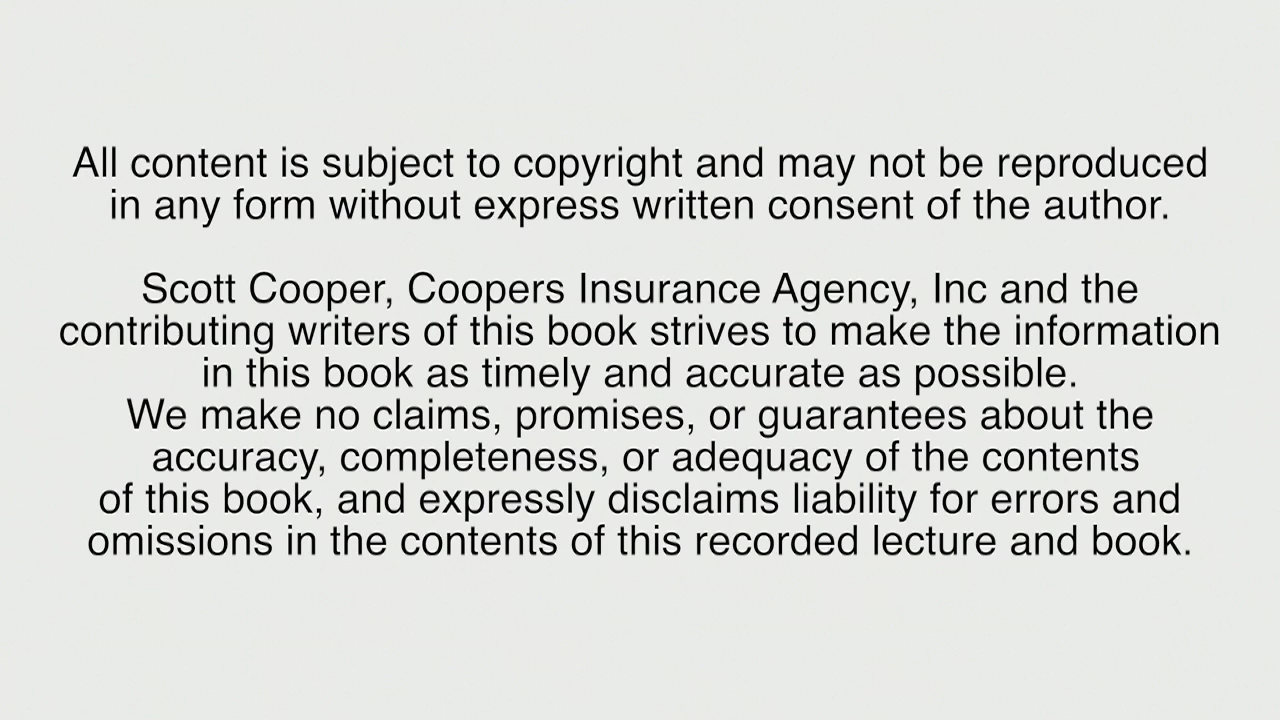 All content is subject to copyright and may not be reproduced
in any form without express written consent of the author.
Scott Cooper, Coopers Insurance Agency, Inc and the
contributing writers of this book strives to make the information
in this book as timely and accurate as possible.
We make no claims, promises, or guarantees about the
accuracy, completeness, or adequacy of the contents
of this book, and expressly disclaims liability for errors and
omissions in the contents of this recorded lecture and book.